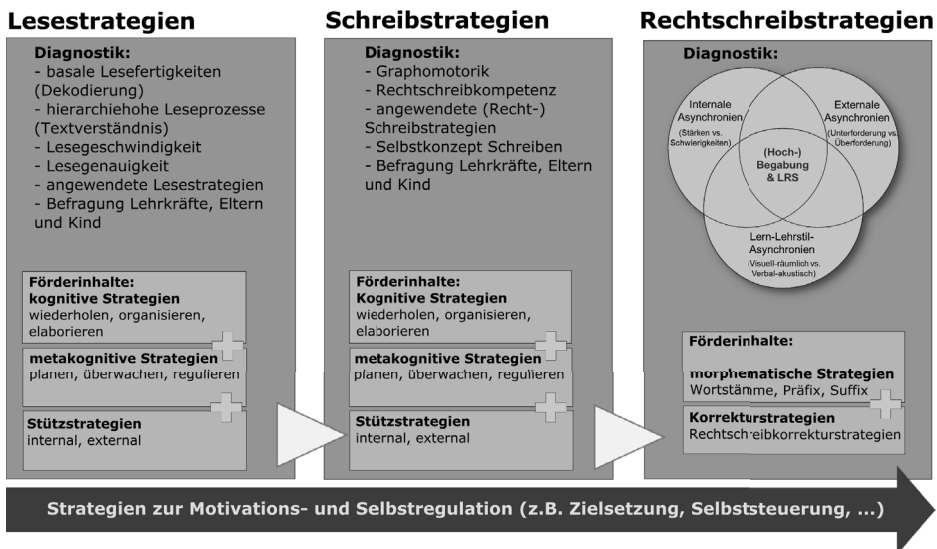 Lesestrategien
Diagnostik:
- basale Lesefertigkeiten
(Dekodierung)
- hierarchiehohe Leseprozesse
(Textverständnis)
- Lesegeschwindigkeit
- Lesegenauigkeit
- angewendete Lesestrategien
- Befragung Lehrkräfte, Eltern
und Kind
Förderinhalte:
kognitive Strategien
wiederholen, organisieren,
elaborieren
metakognitive Strategien
planen, überwachen, regulieren
Stützstrategien
internal, external
Schreibstrategien
Diagnostik:
- Graphomotorik
- Rechtschreibkompetenz
- angewendete (Recht-)
Schreibstrategien
- Selbstkonzept Schreiben
- Befragung Lehrkräfte, Eltern
und Kind
Förderinhalte:
Kognitive Strategien
wiederholen, organisieren,
elaborieren
metakognitive Strategien
planen, überwachen, regulieren
Stützstrategien
internal, external
Rechtschreibstrategien
Diagnostik:
Internale
Asynchronien
(Stärken vs.
Schwierigkeiten)
Externale
Asynchronien
(Unterforderung vs.
Überforderung)
(Hoch-)
Begabung
& LRS
Lern-Lehrstil-
Asynchronien
(Visuell-räumlich vs.
Verbal-akustisch)
Förderinhalte:
morphematische Strategien
Wortstämme, Präfix, Suffix
Korrekturstrategien
Rechtschreibkorrekturstrategien
Strategien zur Motivations- und Selbstregulation (z.B. Zielsetzung, Selbststeuerung, ...)